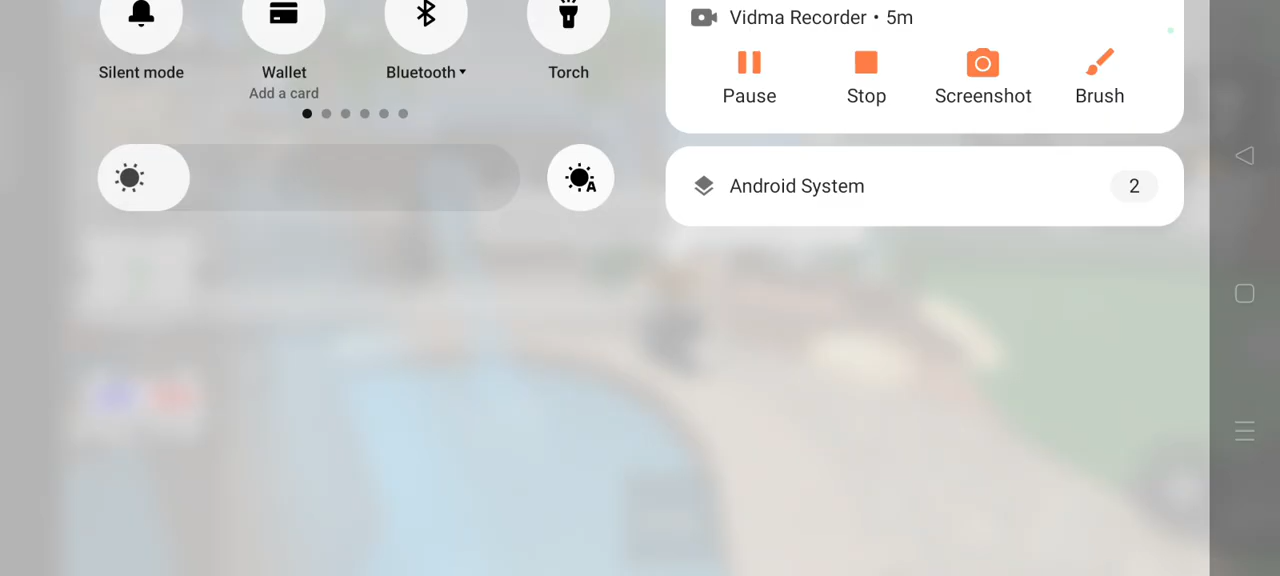 Silent mode
Wallet
Add a card
Bluetooth
Torch
Vidma Recorder • 5m
Pause
Stop
Screenshot
Brush
Android System
2